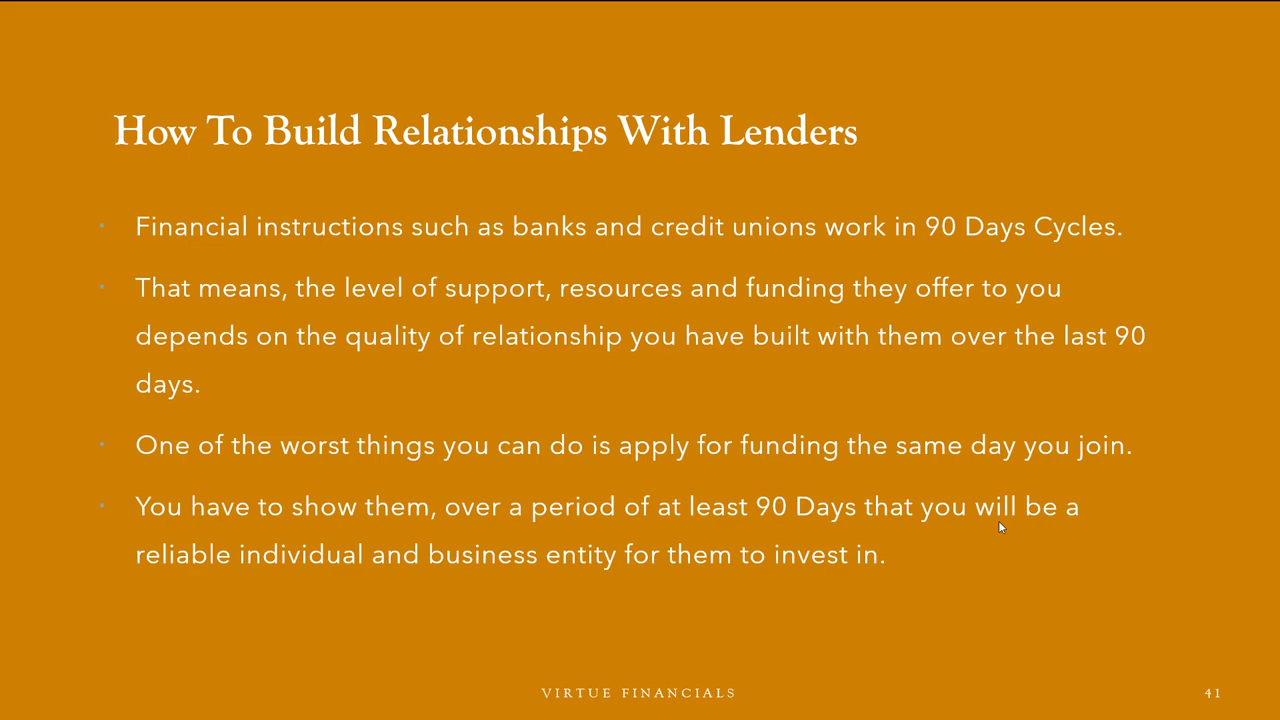 How To Build Relationships With Lenders
· Financial instructions such as banks and credit unions work in 90 Days Cycles.
· That means, the level of support, resources and funding they offer to you
depends on the quality of relationship you have built with them over the last 90
days.
· One of the worst things you can do is apply for funding the same day you join.
· You have to show them, over a period of at least 90 Days that you will be a
reliable individual and business entity for them to invest in.
VIRTUE FINANCIALS
41